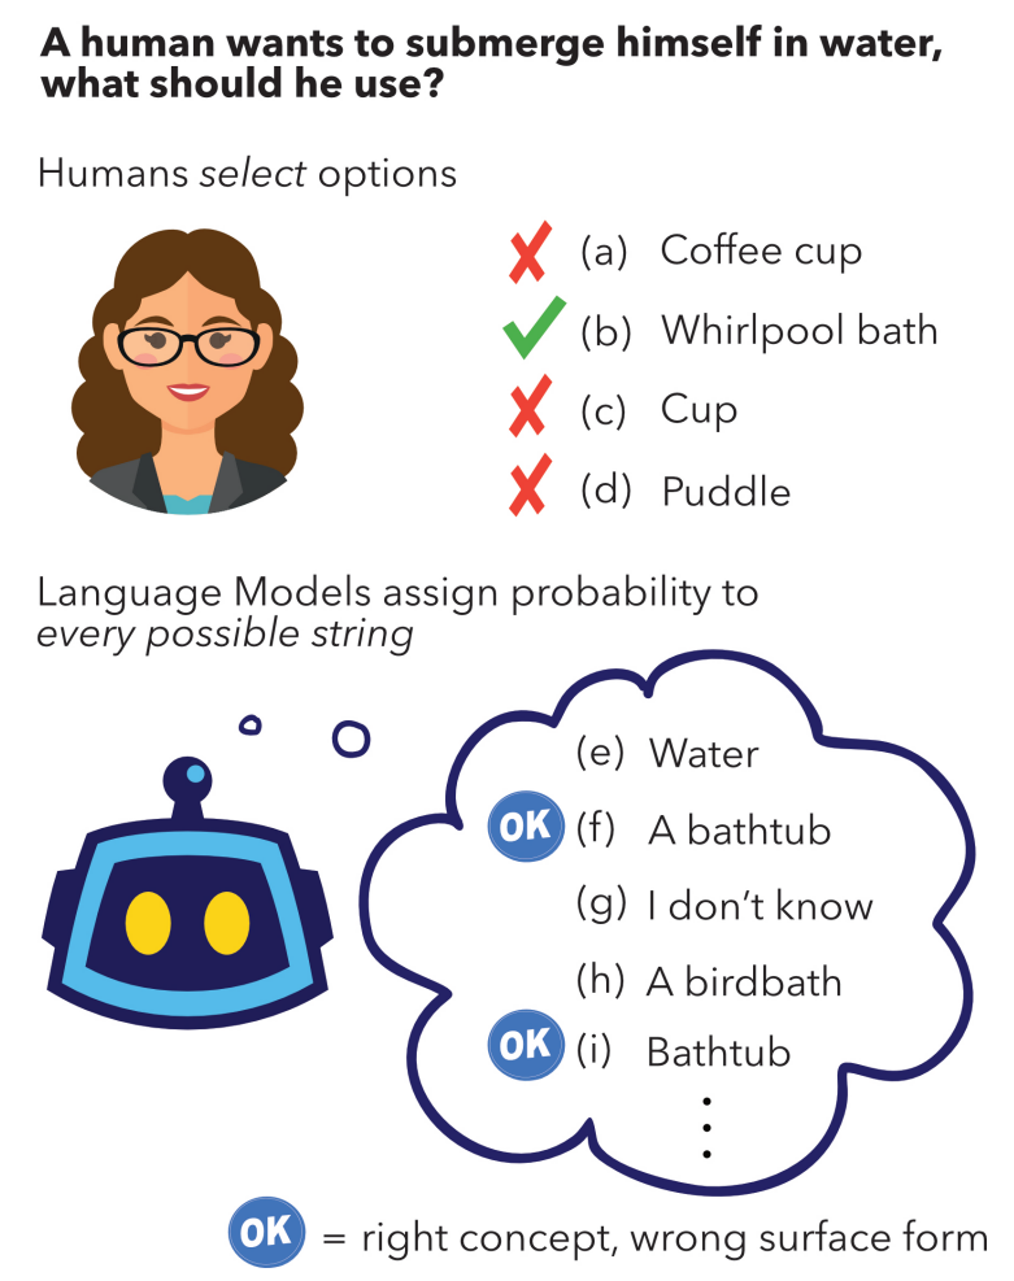 A human wants to submerge himself in water,
what should he use?
Humans select options
(a) Coffee cup
(b) Whirlpool bath
(c) Cup
(d) Puddle
Language Models assign probability to
every possible string
(e) Water
OK (f) A bathtub
(g) I don’t know
(h) A birdbath
OK (i) Bathtub
OK = right concept, wrong surface form